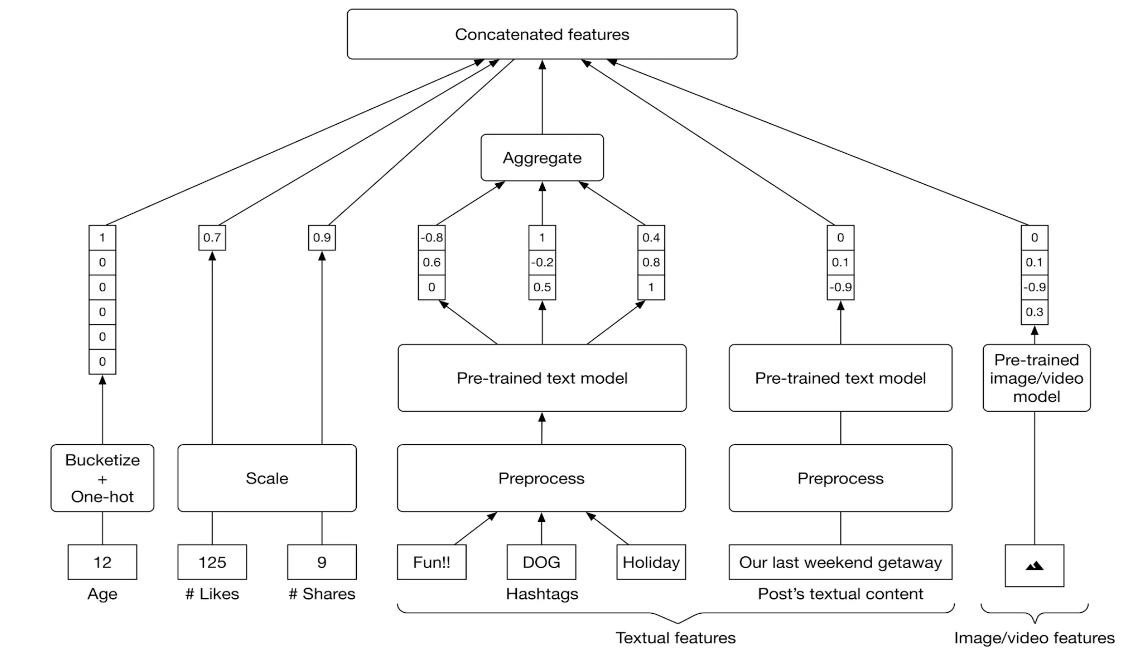 Concatenated features
Aggregate
1
0
0
0
0
0
0.7
0.9
-0.8
0.6
0
1
-0.2
0.5
0.4
0.8
1
0
0.1
-0.9
0
0.1
-0.9
0.3
Pre-trained text model
Pre-trained text model
Pre-trained
image/video
model
Bucketize
+
One-hot
Scale
Preprocess
Preprocess
12
125
9
Fun!!
DOG
Holiday
Our last weekend getaway
Age
# Likes
# Shares
Hashtags
Post's textual content
Textual features
Image/video features